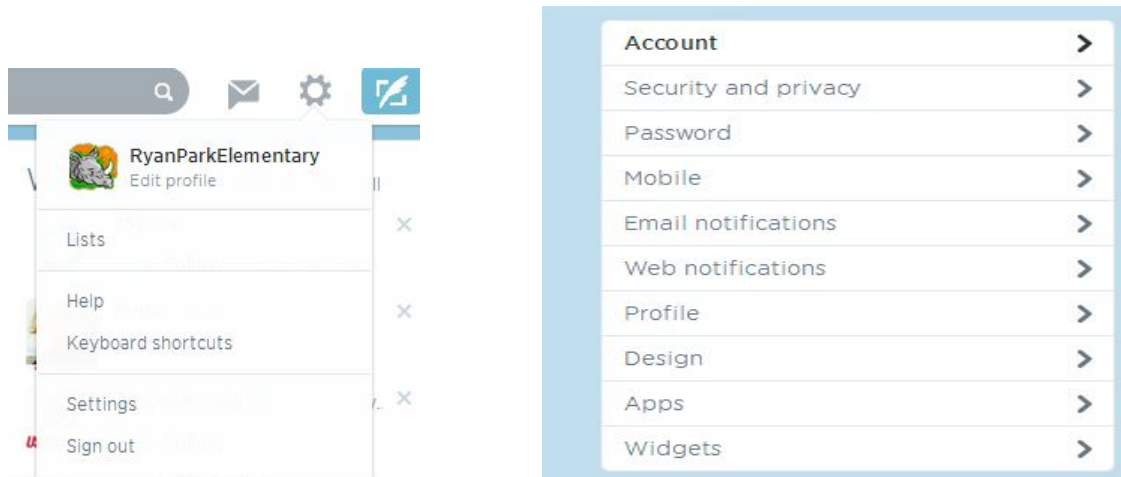 RyanParkElementary
Edit profile
Lists
Help
Keyboard shortcuts
Settings
Sign out
Account
Security and privacy
Password
Mobile
Email notifications
Web notifications
Profile
Design
Apps
Widgets